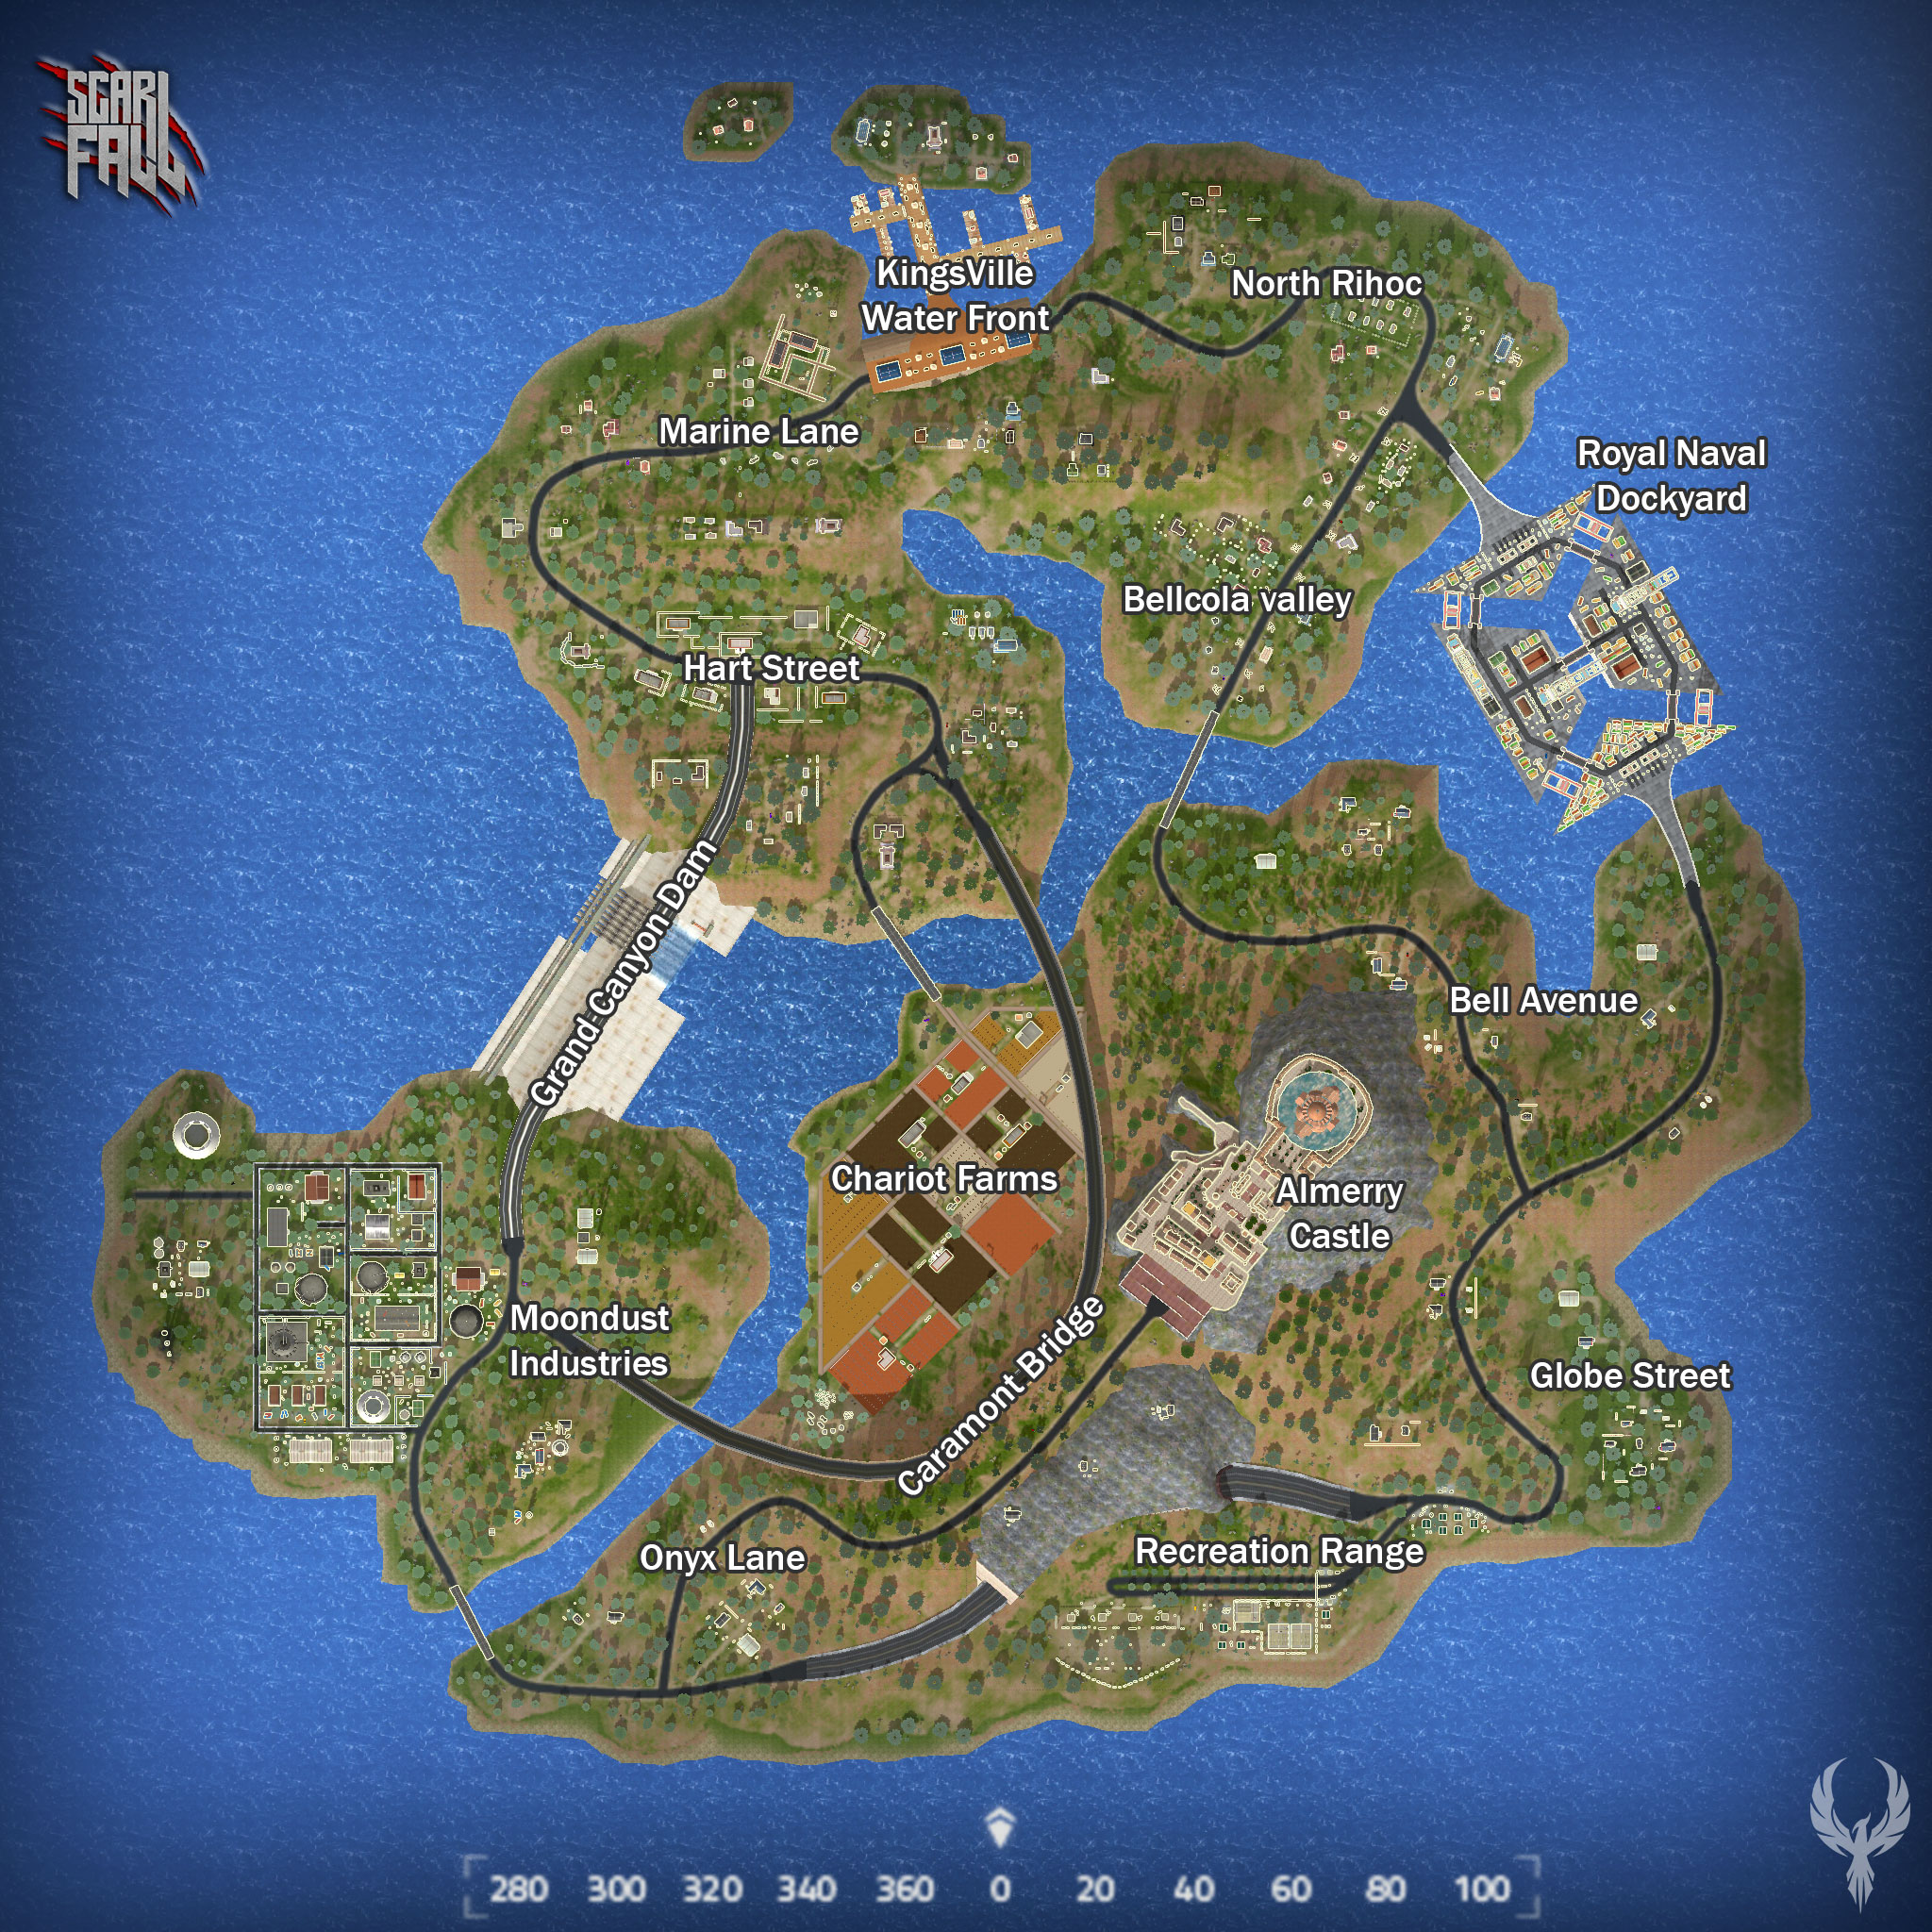 SCARFALL
KingsVille
Water Front
North Rihoc
Marine Lane
Royal Naval
Dockyard
Bellcola valley
Hart Street
Grand Canyon Dam
Bell Avenue
Chariot Farms
Almerry
Castle
Moondust
Industries
Caramont Bridge
Globe Street
Onyx Lane
Recreation Range
280 300 320 340 360 0 20 40 60 80 100